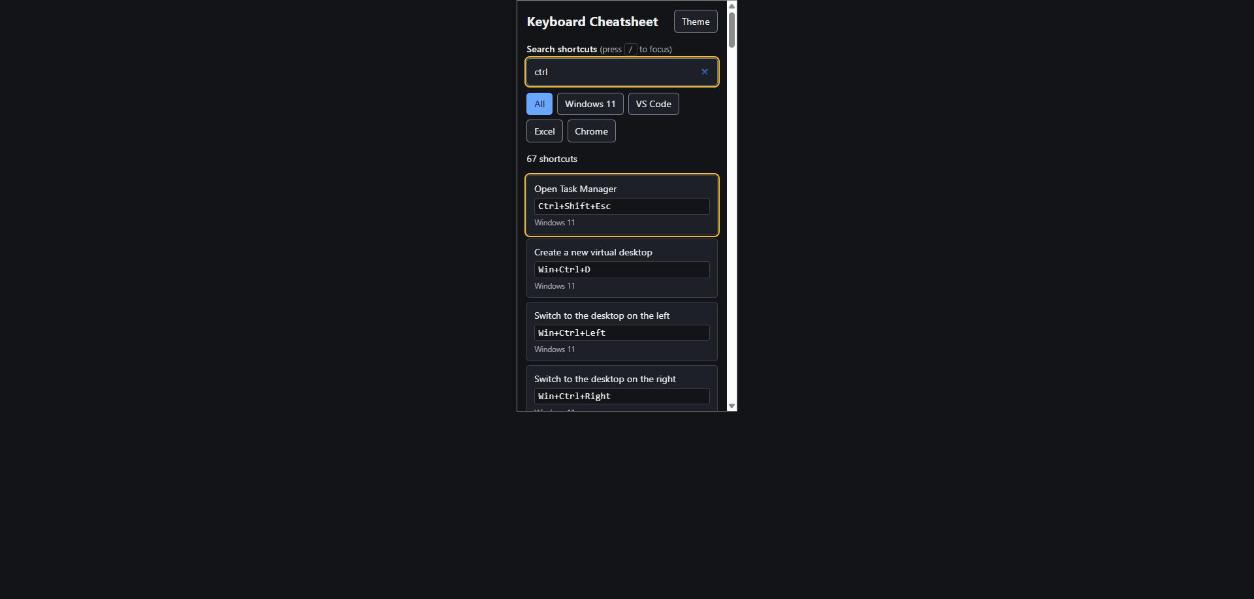 Keyboard Cheatsheet
Theme
Search shortcuts (press / to focus)
ctrl
All
Windows 11
VS Code
Excel
Chrome
67 shortcuts
Open Task Manager
Ctrl+Shift+Esc
Windows 11
Create a new virtual desktop
Win+Ctrl+D
Windows 11
Switch to the desktop on the left
Win+Ctrl+Left
Windows 11
Switch to the desktop on the right
Win+Ctrl+Right